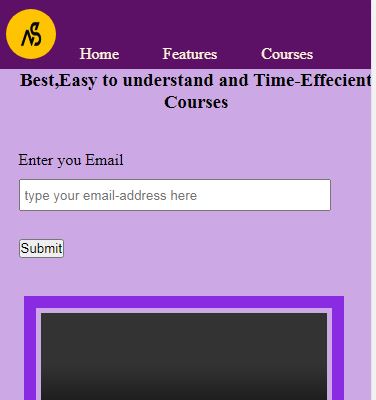 NS
Home Features Courses
Best,Easy to understand and Time-Effecient
Courses
Enter you Email
type your email-address here
Submit